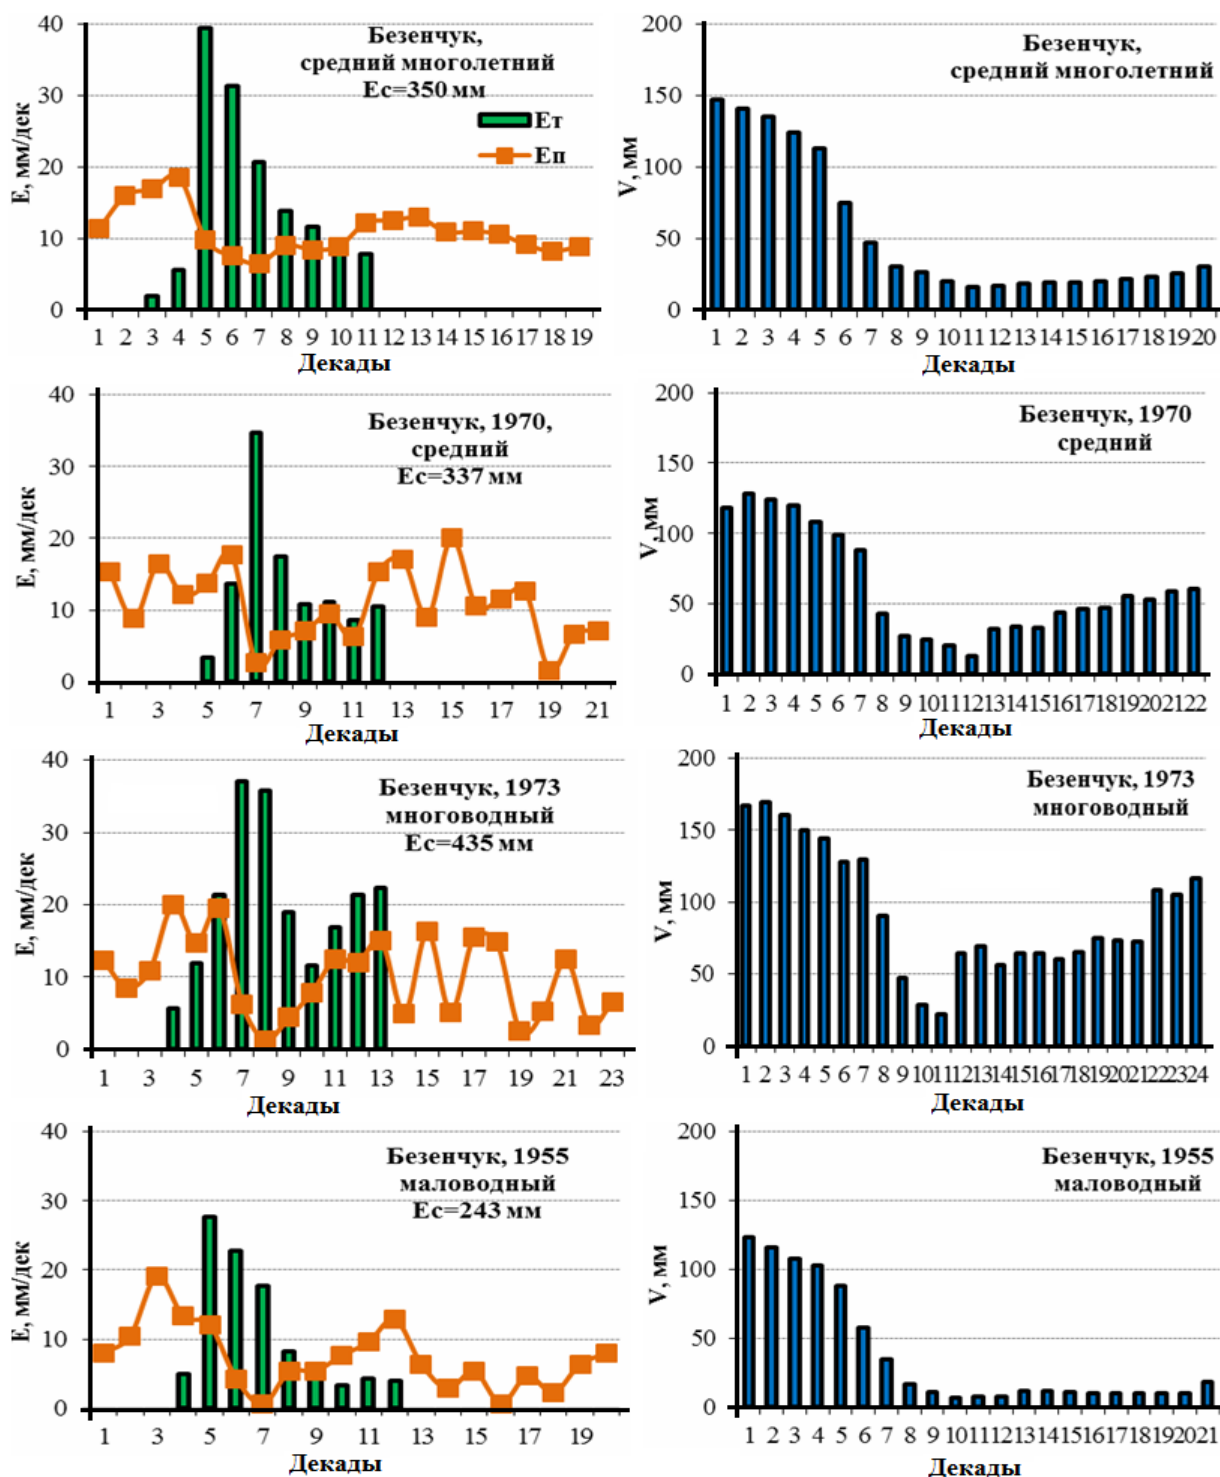 40
30
20
10
0
E, мм/дек
Безенчук,
средний многолетний
Ec=350 мм
Eт
Eп
1 2 3 4 5 6 7 8 9 10 11 12 13 14 15 16 17 18 19
Декады
200
150
100
50
0
V, мм
Безенчук,
средний многолетний
1 2 3 4 5 6 7 8 9 10 11 12 13 14 15 16 17 18 19 20
Декады
40
30
20
10
0
E, мм/дек
Безенчук, 1970,
средний
Ec=337 мм
1 3 5 7 9 11 13 15 17 19 21
Декады
200
150
100
50
0
V, мм
Безенчук, 1970
средний
1 2 3 4 5 6 7 8 9 10 11 12 13 14 15 16 17 18 19 20 21 22
Декады
40
30
20
10
0
E, мм/дек
Безенчук, 1973
многоводный
Ec=435 мм
1 3 5 7 9 11 13 15 17 19 21 23
Декады
200
150
100
50
0
V, мм
Безенчук, 1973
многоводный
1 2 3 4 5 6 7 8 9 10 11 12 13 14 15 16 17 18 19 20 21 22 23 24
Декады
40
30
20
10
0
E, мм/дек
Безенчук, 1955
маловодный
Ec=243 мм
1 3 5 7 9 11 13 15 17 19
Декады
200
150
100
50
0
V, мм
Безенчук, 1955
маловодный
1 2 3 4 5 6 7 8 9 10 11 12 13 14 15 16 17 18 19 20 21
Декады